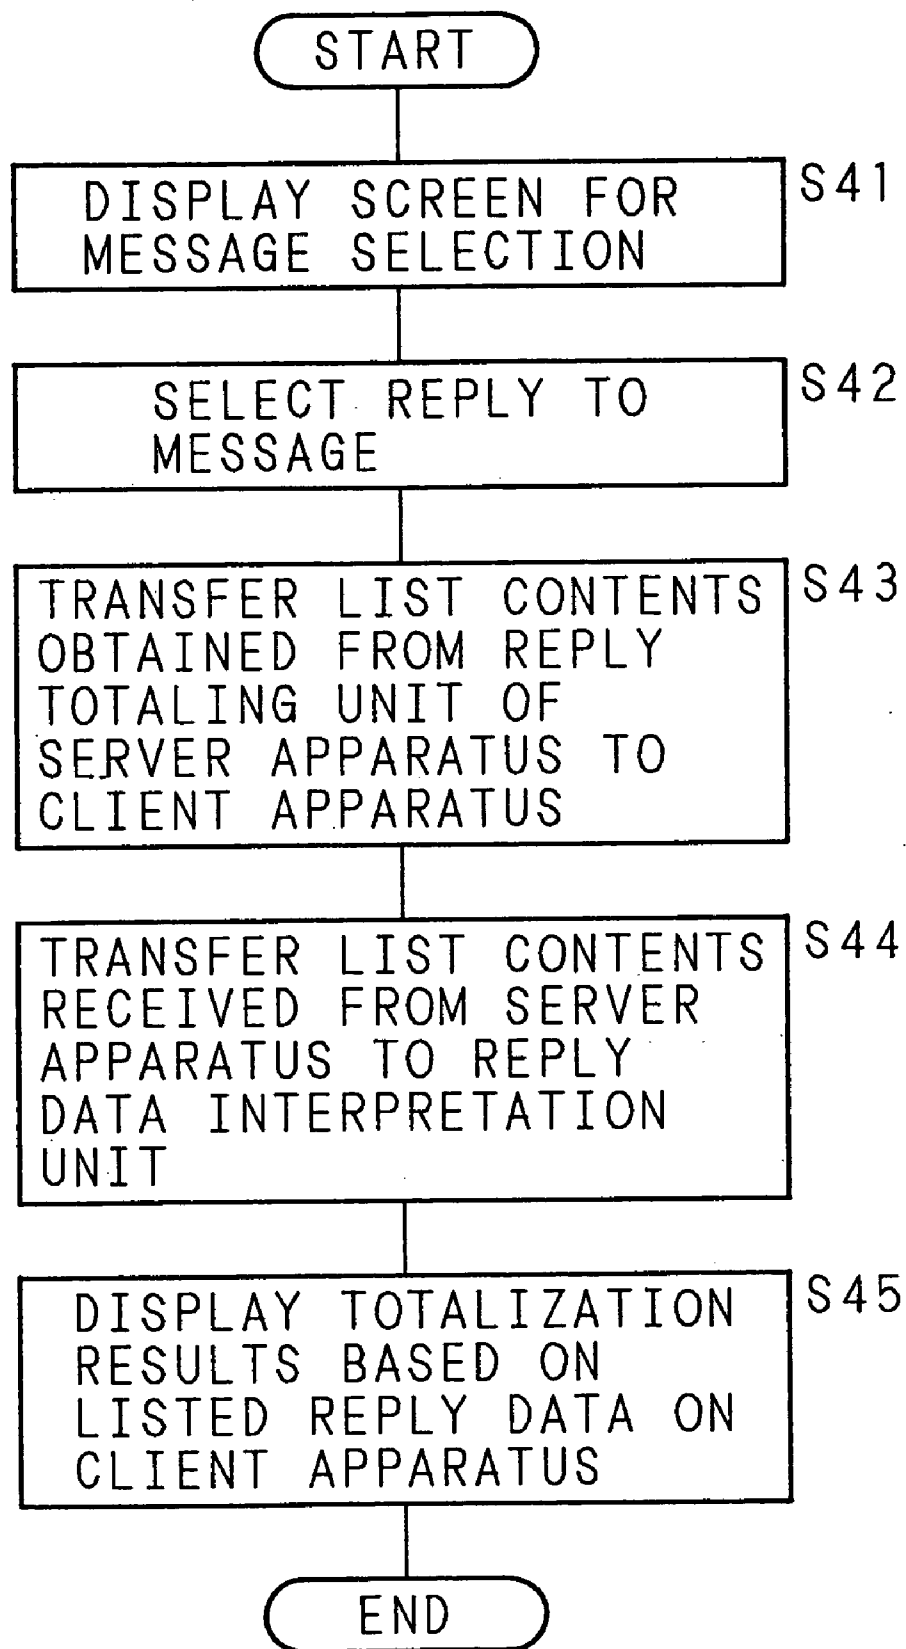 START
DISPLAY SCREEN FOR
MESSAGE SELECTION
S41
SELECT REPLY TO
MESSAGE
S42
TRANSFER LIST CONTENTS
OBTAINED FROM REPLY
TOTALING UNIT OF
SERVER APPARATUS TO
CLIENT APPARATUS
S43
TRANSFER LIST CONTENTS
RECEIVED FROM SERVER
APPARATUS TO REPLY
DATA INTERPRETATION
UNIT
S44
DISPLAY TOTALIZATION
RESULTS BASED ON
LISTED REPLY DATA ON
CLIENT APPARATUS
S45
END